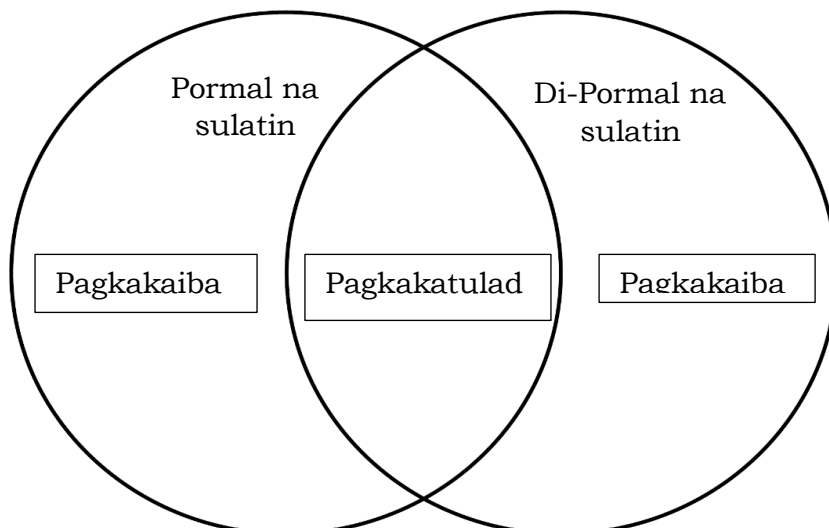 Pormal na
sulatin
Di-Pormal na
sulatin
Pagkakaiba
Pagkakatulad
Pagkakaiba